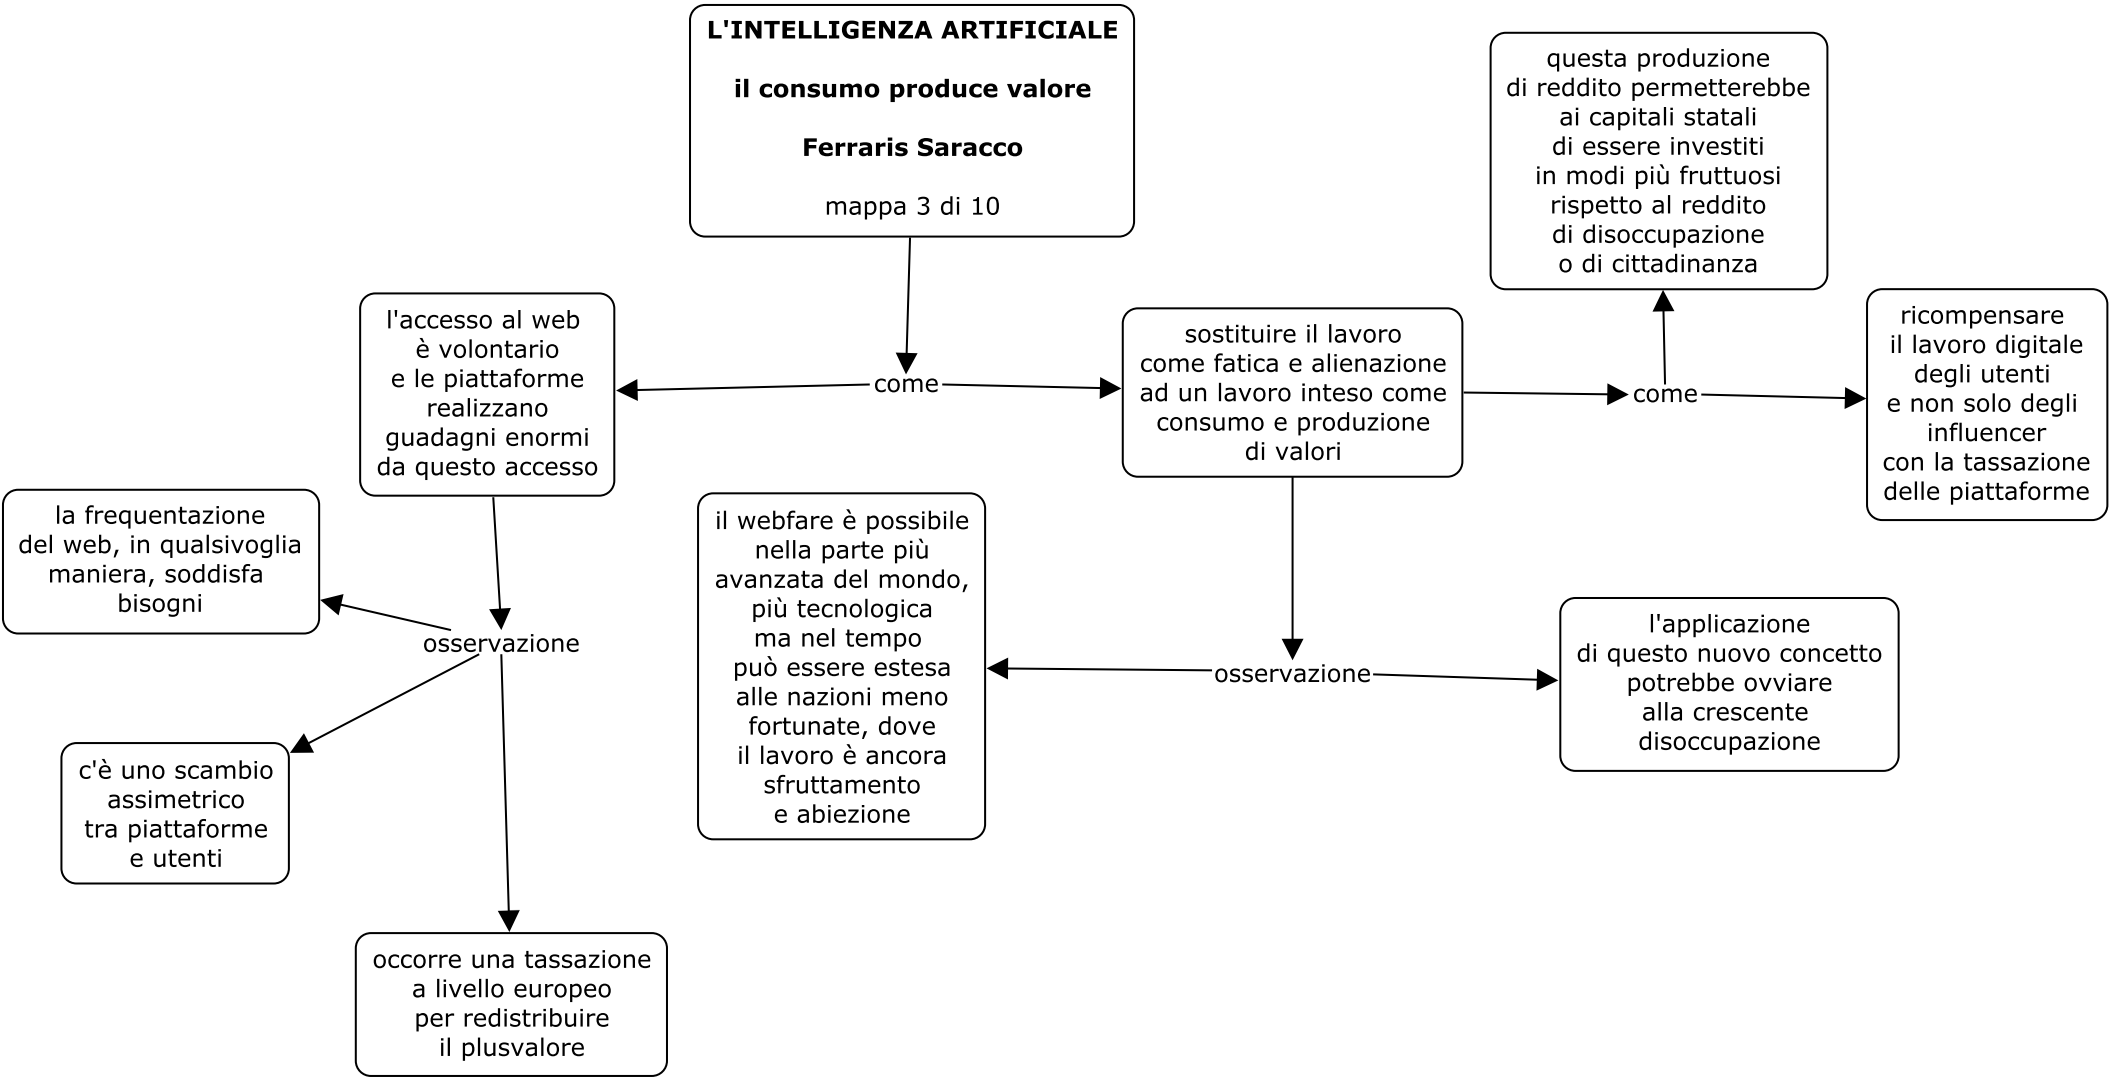 L'INTELLIGENZA ARTIFICIALE
il consumo produce valore
Ferraris Saracco
mappa 3 di 10
come
l'accesso al web
è volontario
e le piattaforme
realizzano
guadagni enormi
da questo accesso
osservazione
la frequentazione
del web, in qualsivoglia
maniera, soddisfa
bisogni
c'è uno scambio
assimetrico
tra piattaforme
e utenti
occorre una tassazione
a livello europeo
per redistribuire
il plusvalore
sostituire il lavoro
come fatica e alienazione
ad un lavoro inteso come
consumo e produzione
di valori
osservazione
il webfare è possibile
nella parte più
avanzata del mondo,
più tecnologica
ma nel tempo
può essere estesa
alle nazioni meno
fortunate, dove
il lavoro è ancora
sfruttamento
e abiezione
l'applicazione
di questo nuovo concetto
potrebbe ovviare
alla crescente
disoccupazione
come
questa produzione
di reddito permetterebbe
ai capitali statali
di essere investiti
in modi più fruttuosi
rispetto al reddito
di disoccupazione
o di cittadinanza
ricompensare
il lavoro digitale
degli utenti
e non solo degli
influencer
con la tassazione
delle piattaforme